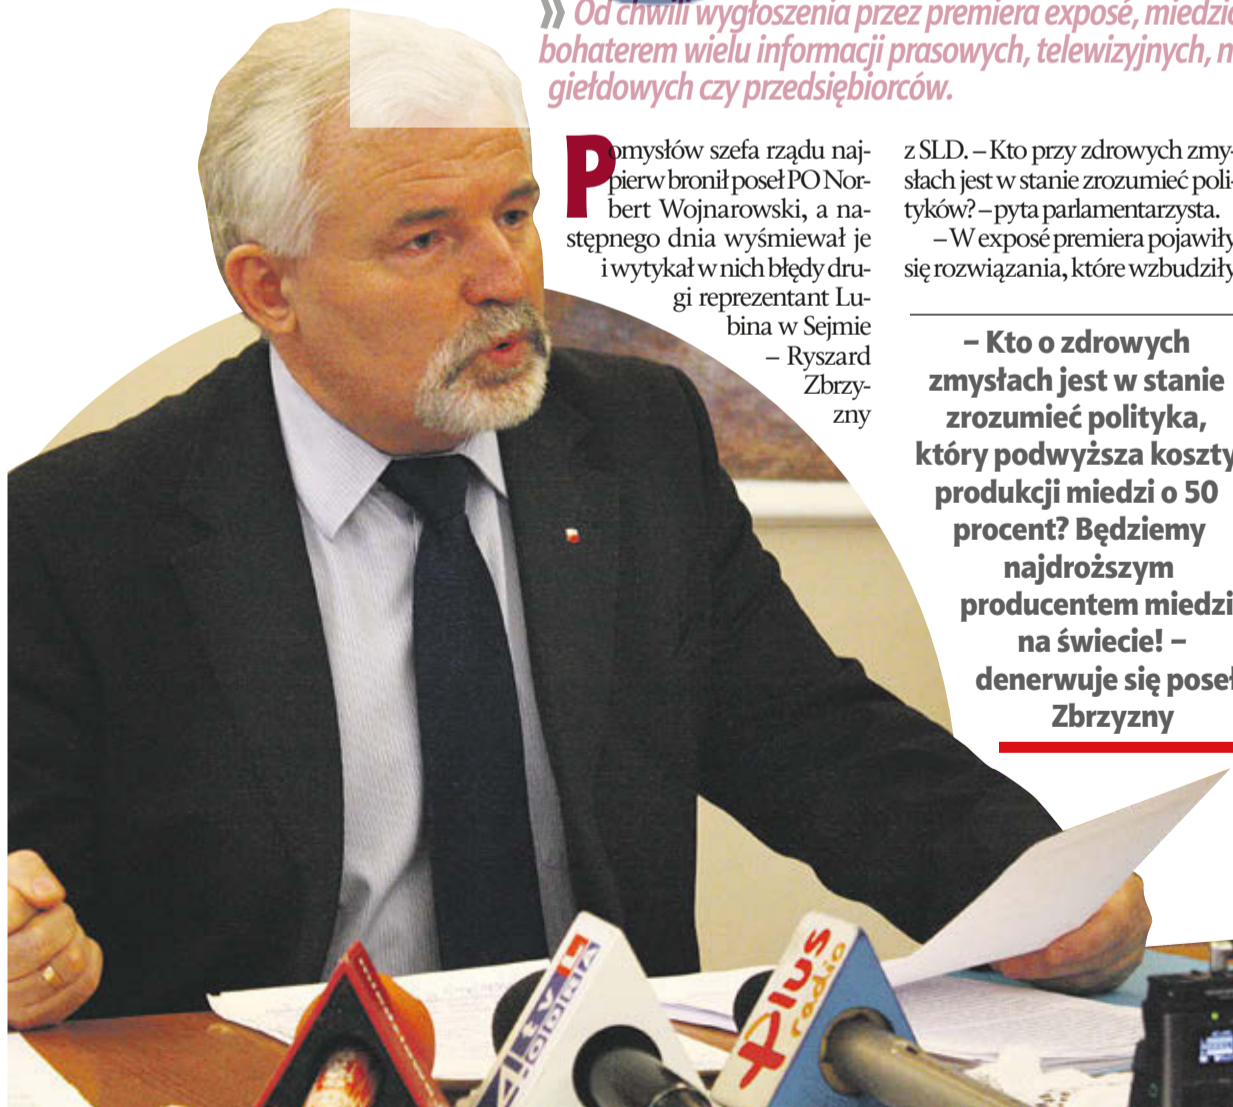 » Od chwili wygłoszenia przez premiera exposé,
bohaterem wielu informacji prasowych, telewizyjnych,
giełdowych czy przedsiębiorców.
Pomysłów szefa rządu naj-
pierw bronił poseł PO Nor-
bert Wojnarowski, a na-
stępnego dnia wyśmiewał je
i wytykał w nich błędy dru-
gi reprezentant Lu-
bina w Sejmie
– Ryszard
Zbrzy-
zny
z SLD. – Kto przy zdrowych zmy-
słach jest w stanie zrozumieć poli-
tyków? – pyta parlamentarzysta.
– W exposé premiera pojawiły
się rozwiązania, które wzbudziły
– Kto o zdrowych
zmysłach jest w stanie
zrozumieć polityka,
który podwyższa koszty
produkcji miedzi o 50
procent? Będziemy
najdroższym
producentem miedzi
na świecie! –
denerwuje się poseł
Zbrzyzny
tv L
Plus
radio